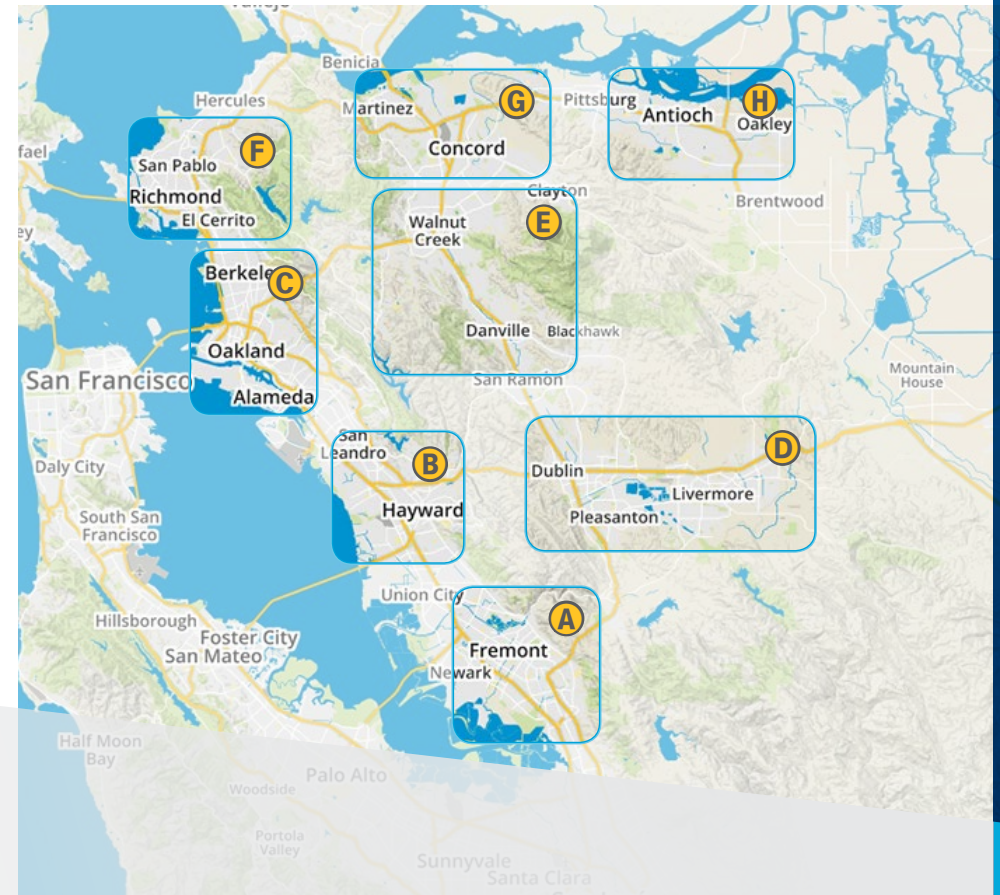 Vallejo
Benicia
Hercules
Martinez
G
Pittsburg
H
Antioch
Oakley
Concord
F
San Pablo
Richmond
El Cerrito
Clayton
Brentwood
E
Walnut
Creek
Berkele
C
Danville
Blackhawk
Oakland
San Francisco
San Ramon
Mountain
House
Alameda
San
Leandro
B
D
Daly City
Dublin
Livermore
Hayward
Pleasanton
South San
Francisco
Union City
A
Hillsborough
Foster City
San Mateo
Fremont
Newark
Half Moon
Bay
Palo Alto
Woodside
Portola
Valley
Sunnyvale
Santa Clara